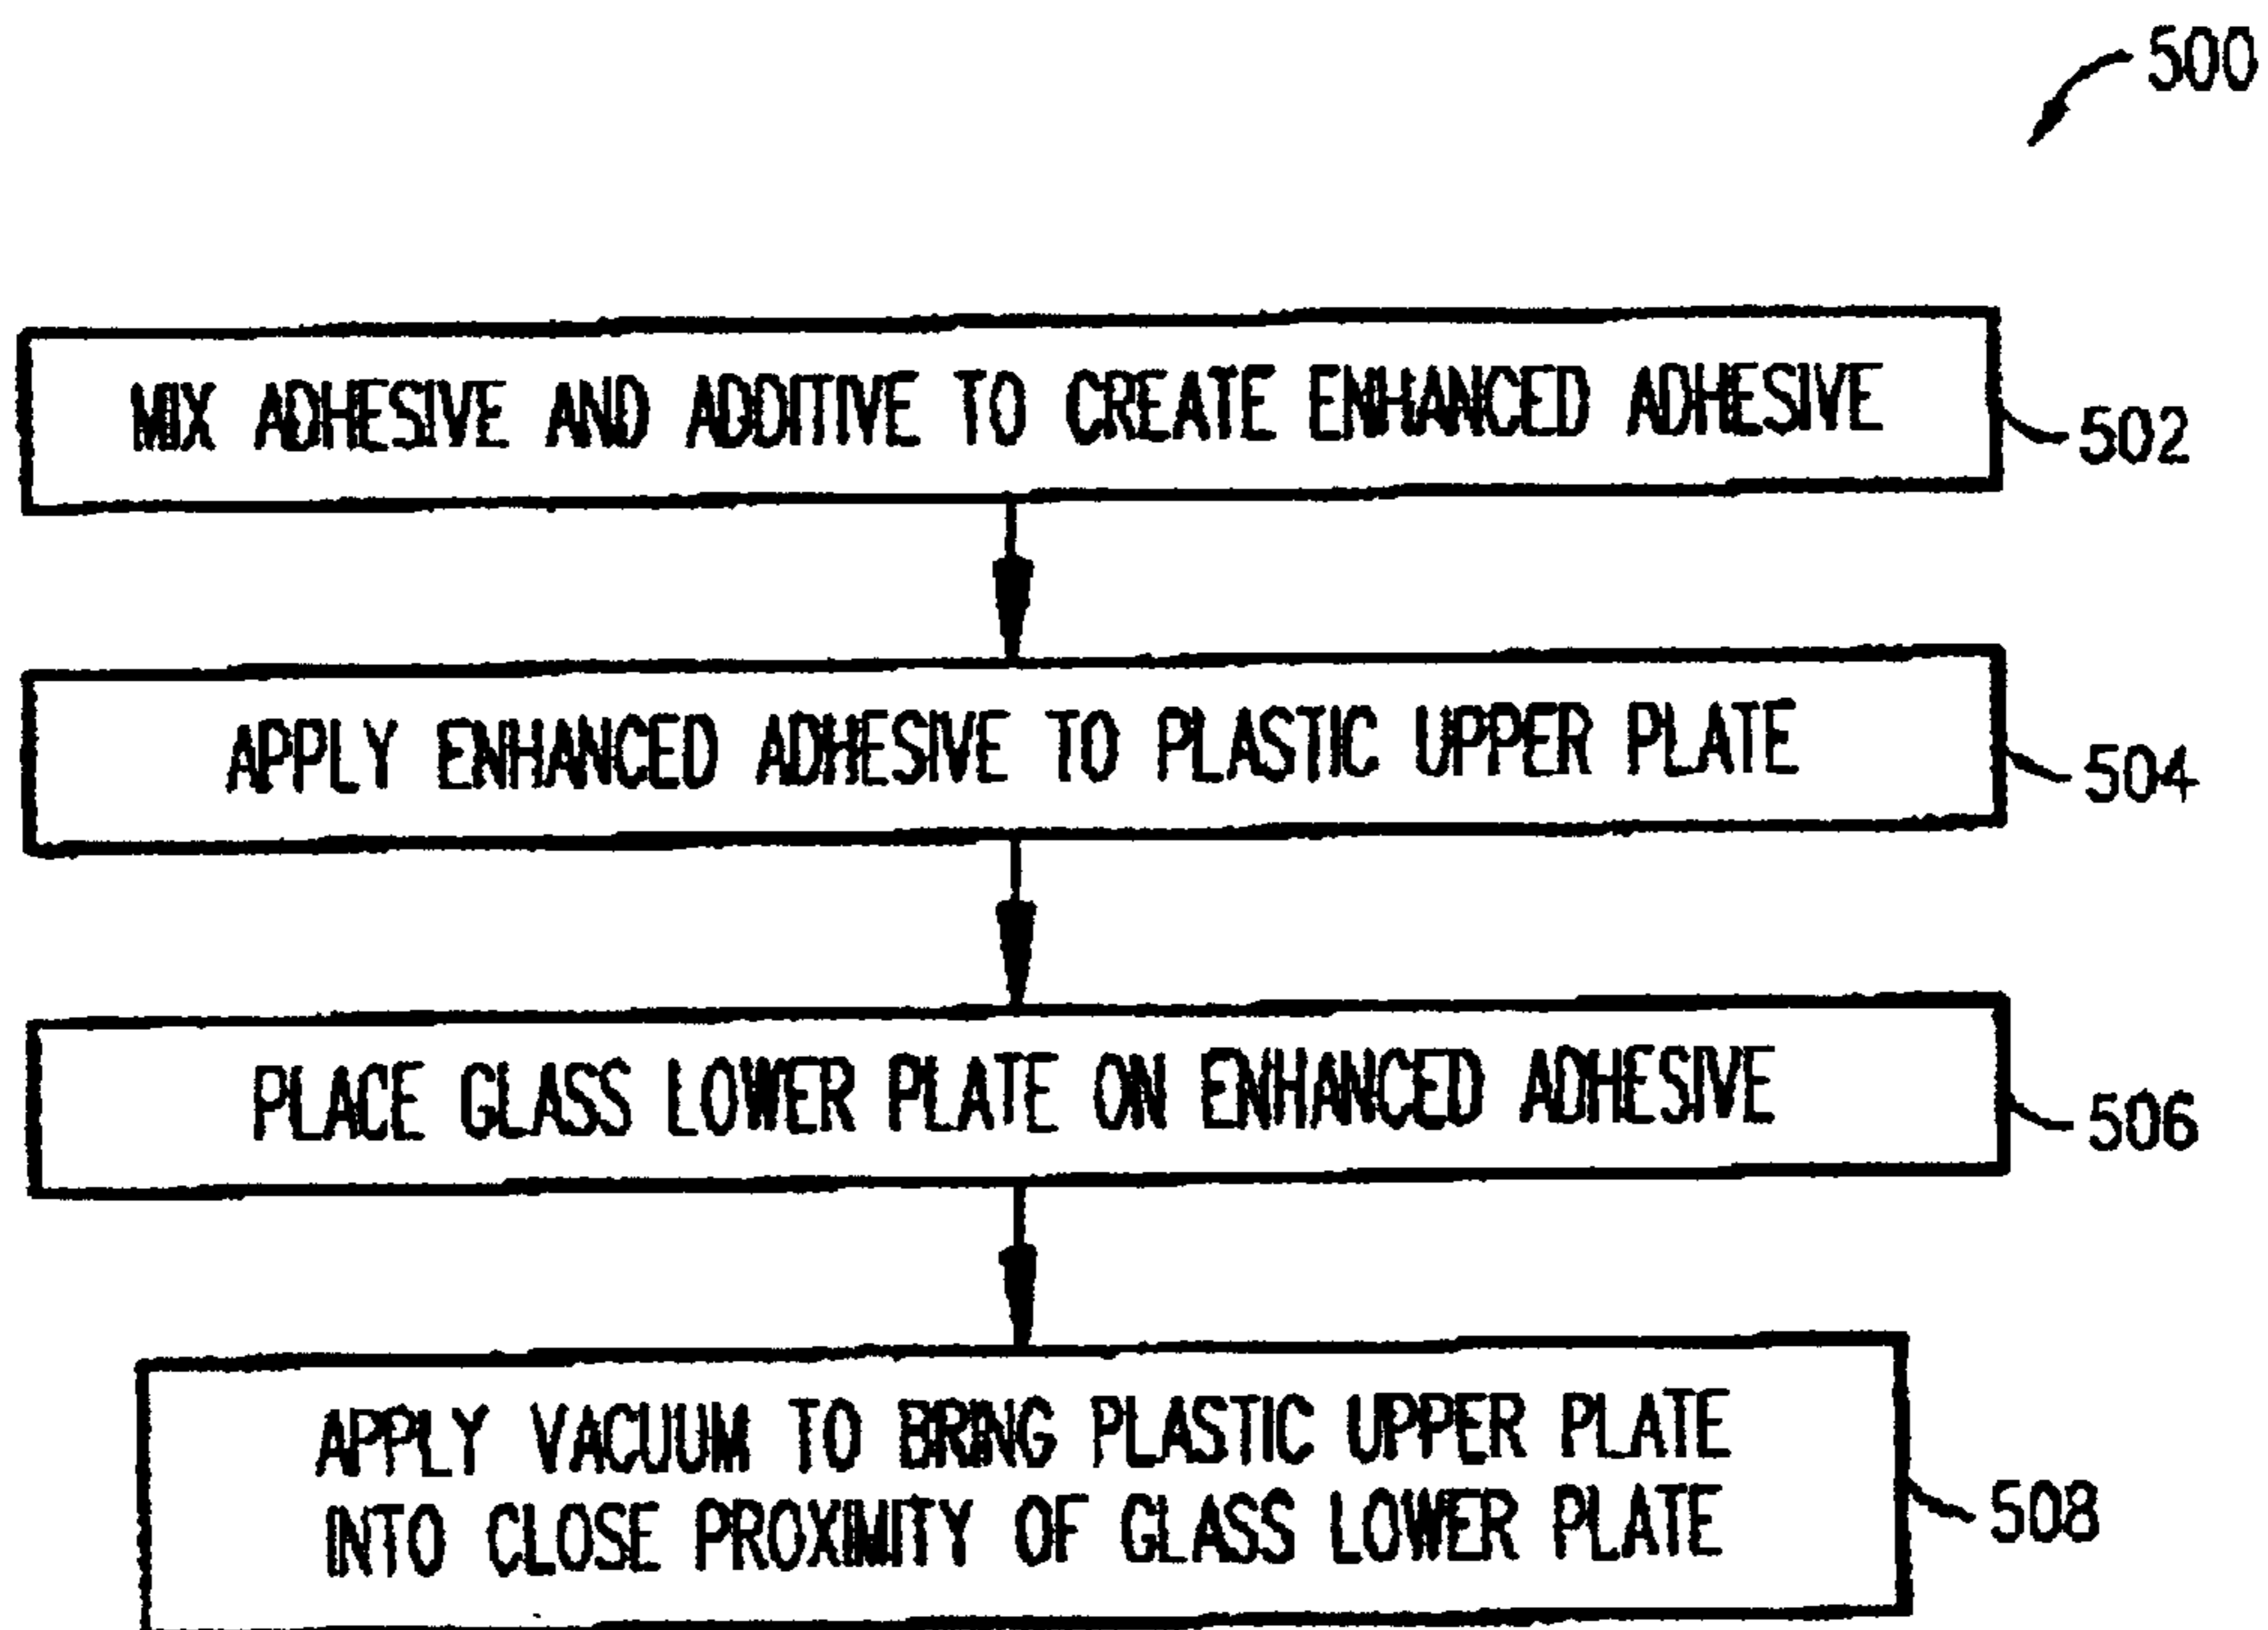 500
MIX ADHESIVE AND ADDITIVE TO CREATE ENHANCED ADHESIVE
502
APPLY ENHANCED ADHESIVE TO PLASTIC UPPER PLATE
504
PLACE GLASS LOWER PLATE ON ENHANCED ADHESIVE
506
APPLY VACUUM TO BRING PLASTIC UPPER PLATE
INTO CLOSE PROXIMITY OF GLASS LOWER PLATE
508